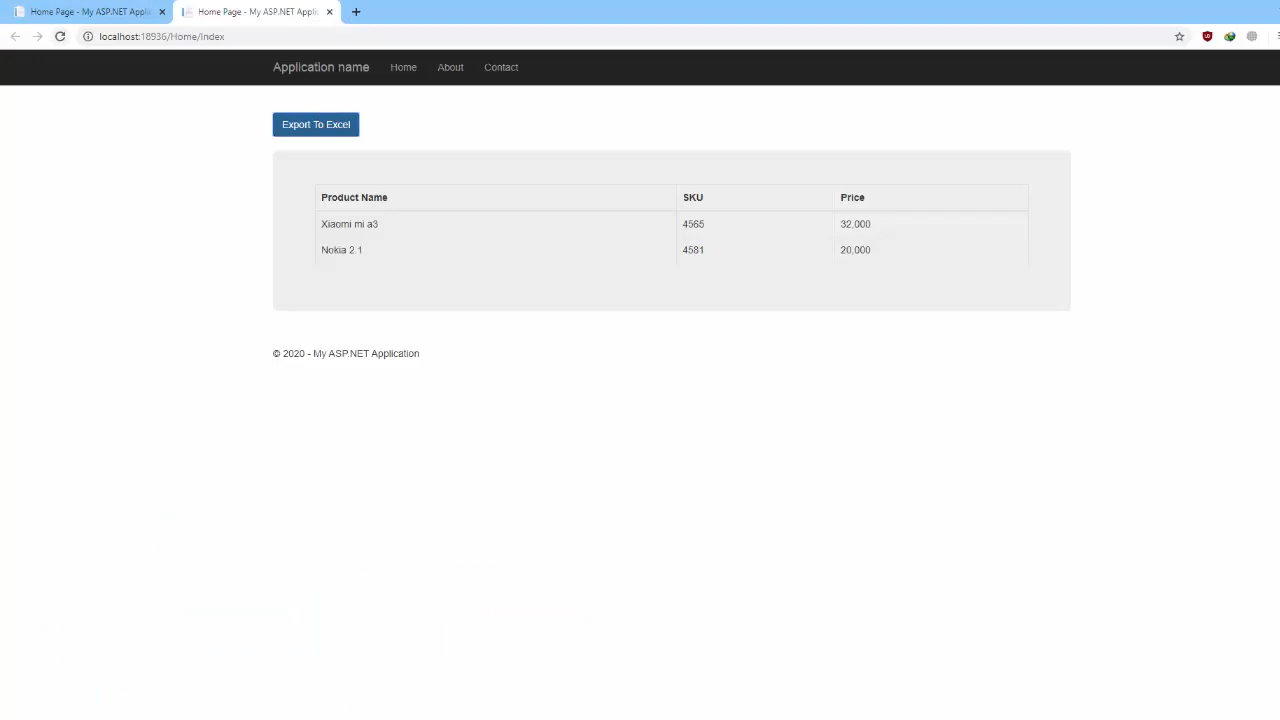 Home Page - My ASP.NET Applic
Home Page - My ASP.NET Applic
localhost:18936/Home/Index
Application name Home About Contact
Export To Excel
Product Name SKU Price
Xiaomi mi a3 4565 32,000
Nokia 2.1 4581 20,000
© 2020 - My ASP.NET Application